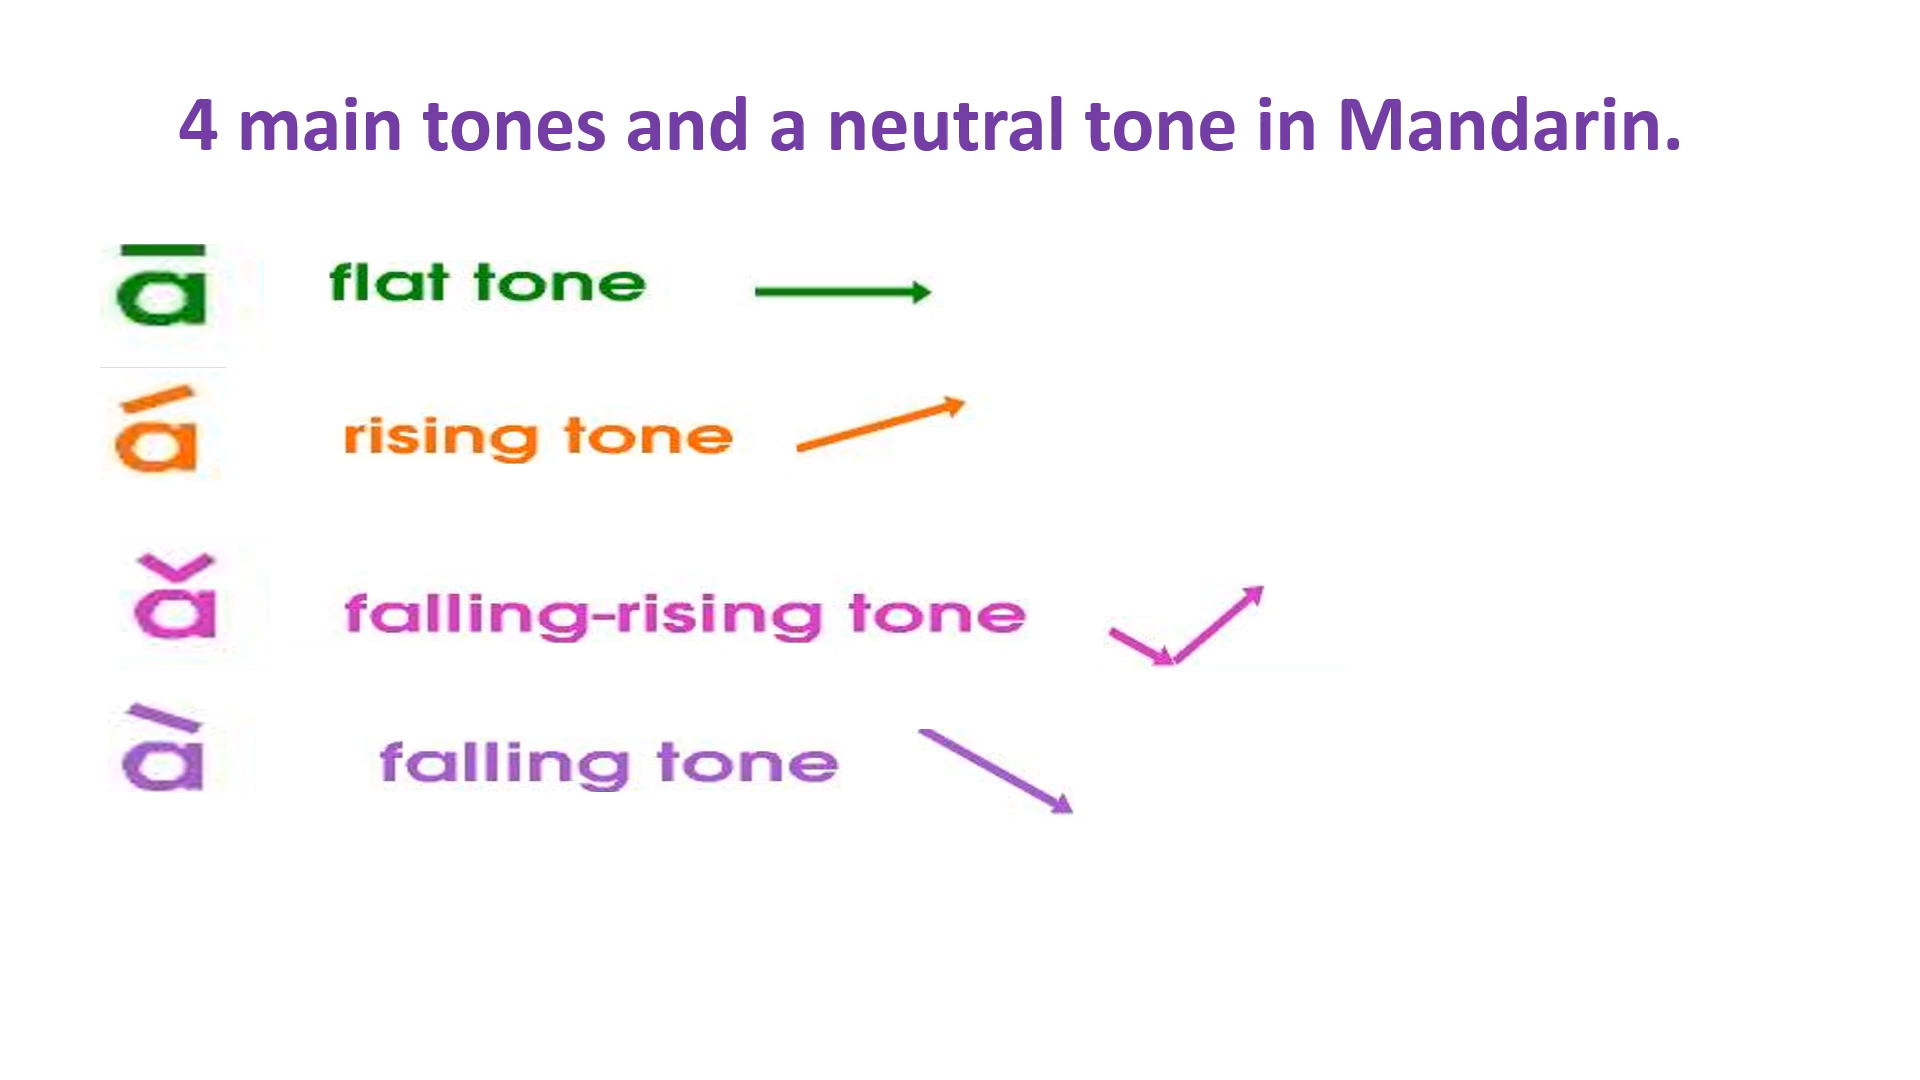 4 main tones and a neutral tone in Mandarin.
ā flat tone
á rising tone
ǎ falling-rising tone
à falling tone